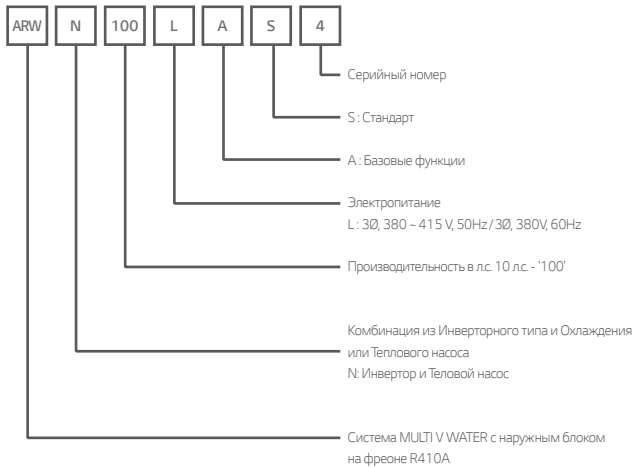 ARW N 100 L A S 4
Серийный номер
S : Стандарт
A : Базовые функции
Электропитание
L : 3Ø, 380 ~ 415 V, 50Hz / 3Ø, 380V, 60Hz
Производительность в л.с. 10 л.с. - '100'
Комбинация из Инверторного типа и Охлаждения
или Теплового насоса
N: Инвертор и Теловой насос
Система MULTI V WATER с наружным блоком
на фреоне R410A